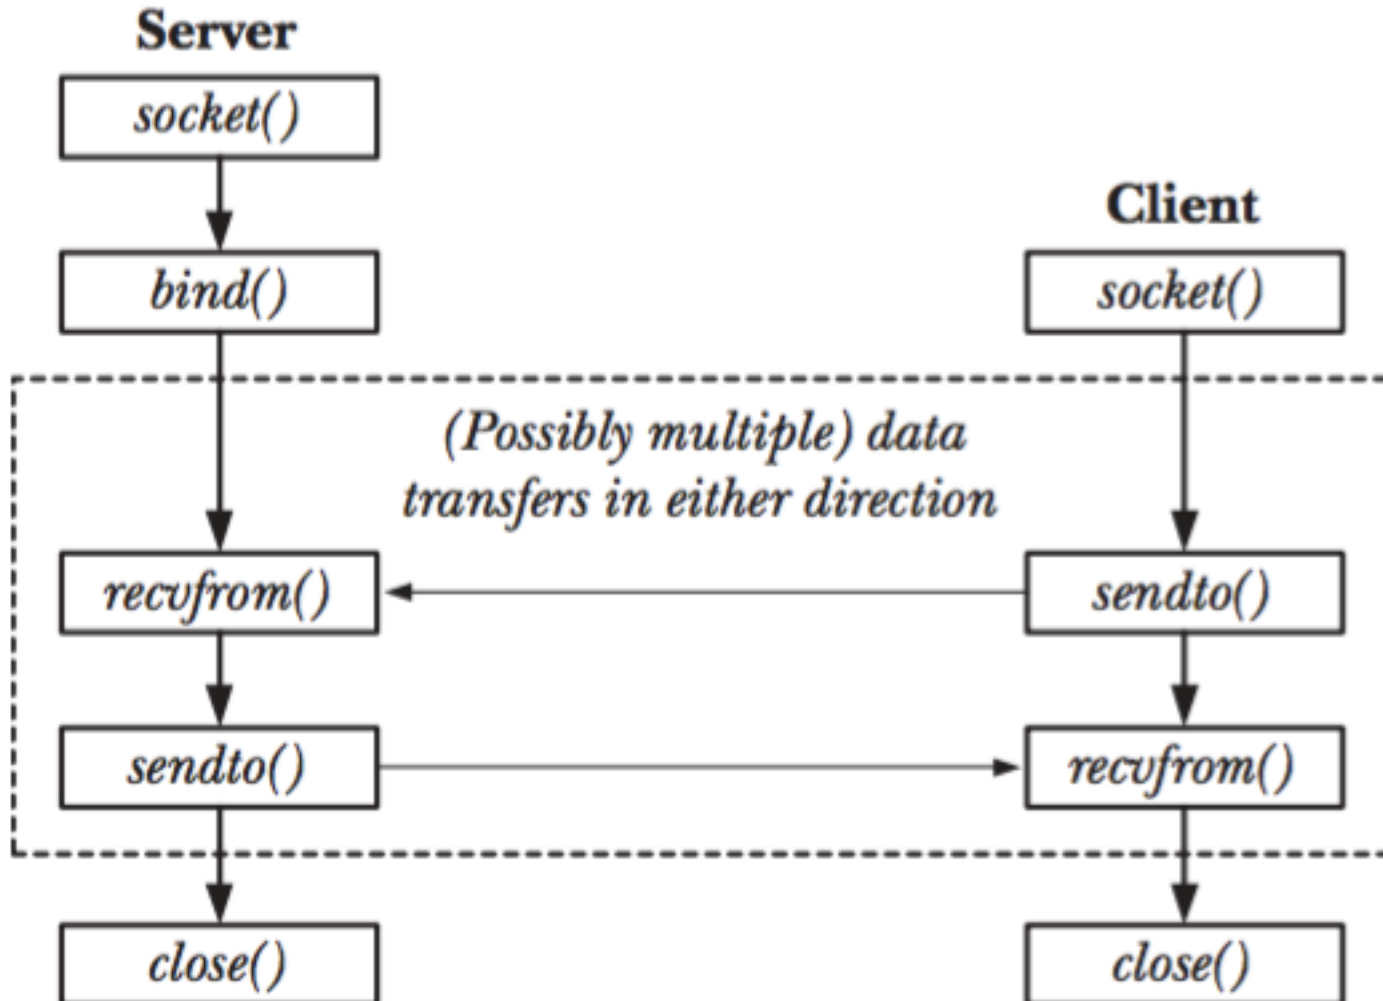 Server
socket()
Client
bind()
socket()
(Possibly multiple) data
transfers in either direction
recvfrom()
sendto()
sendto()
recvfrom()
close()
close()